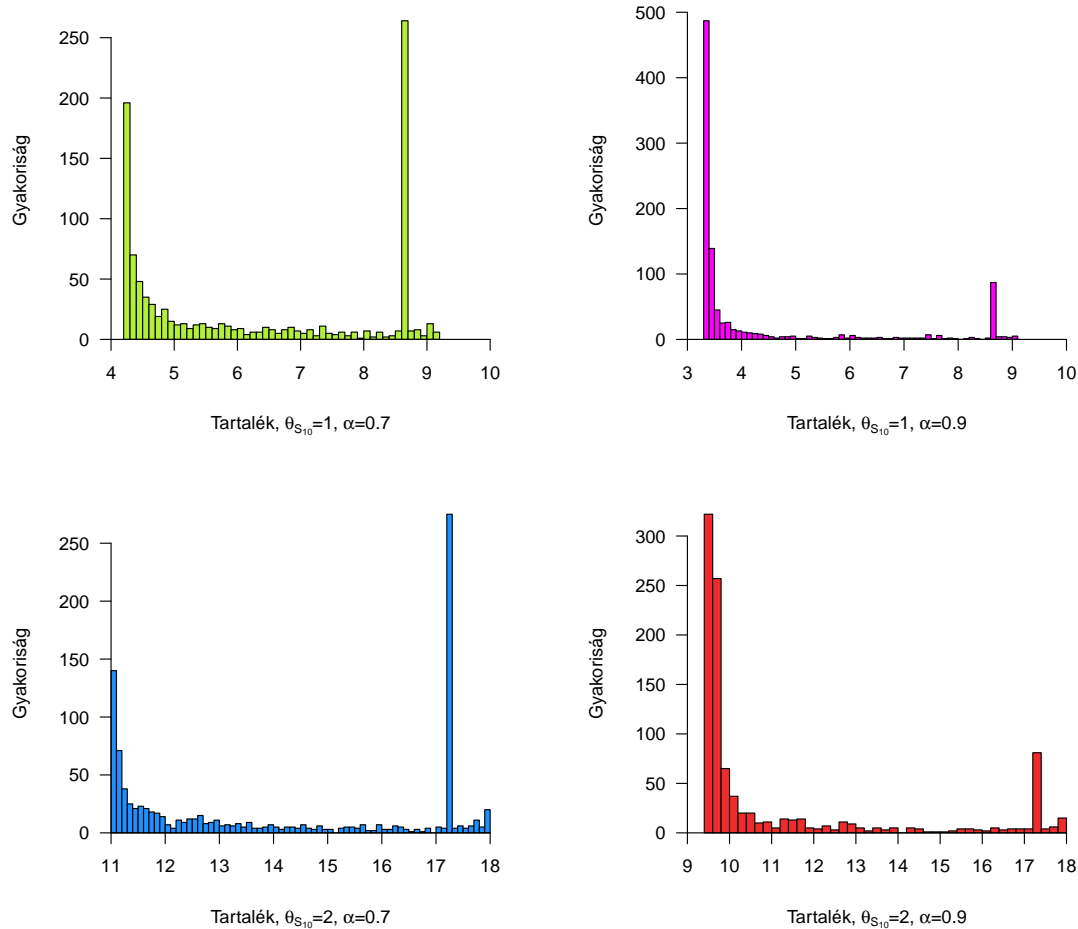 250
200
150
100
50
0
Gyakoriság
4 5 6 7 8 9 10
Tartalék, θS₁₀=1, α=0.7
500
400
300
200
100
0
Gyakoriság
3 4 5 6 7 8 9 10
Tartalék, θS₁₀=1, α=0.9
250
200
150
100
50
0
Gyakoriság
11 12 13 14 15 16 17 18
Tartalék, θS₁₀=2, α=0.7
300
250
200
150
100
50
0
Gyakoriság
9 10 11 12 13 14 15 16 17 18
Tartalék, θS₁₀=2, α=0.9